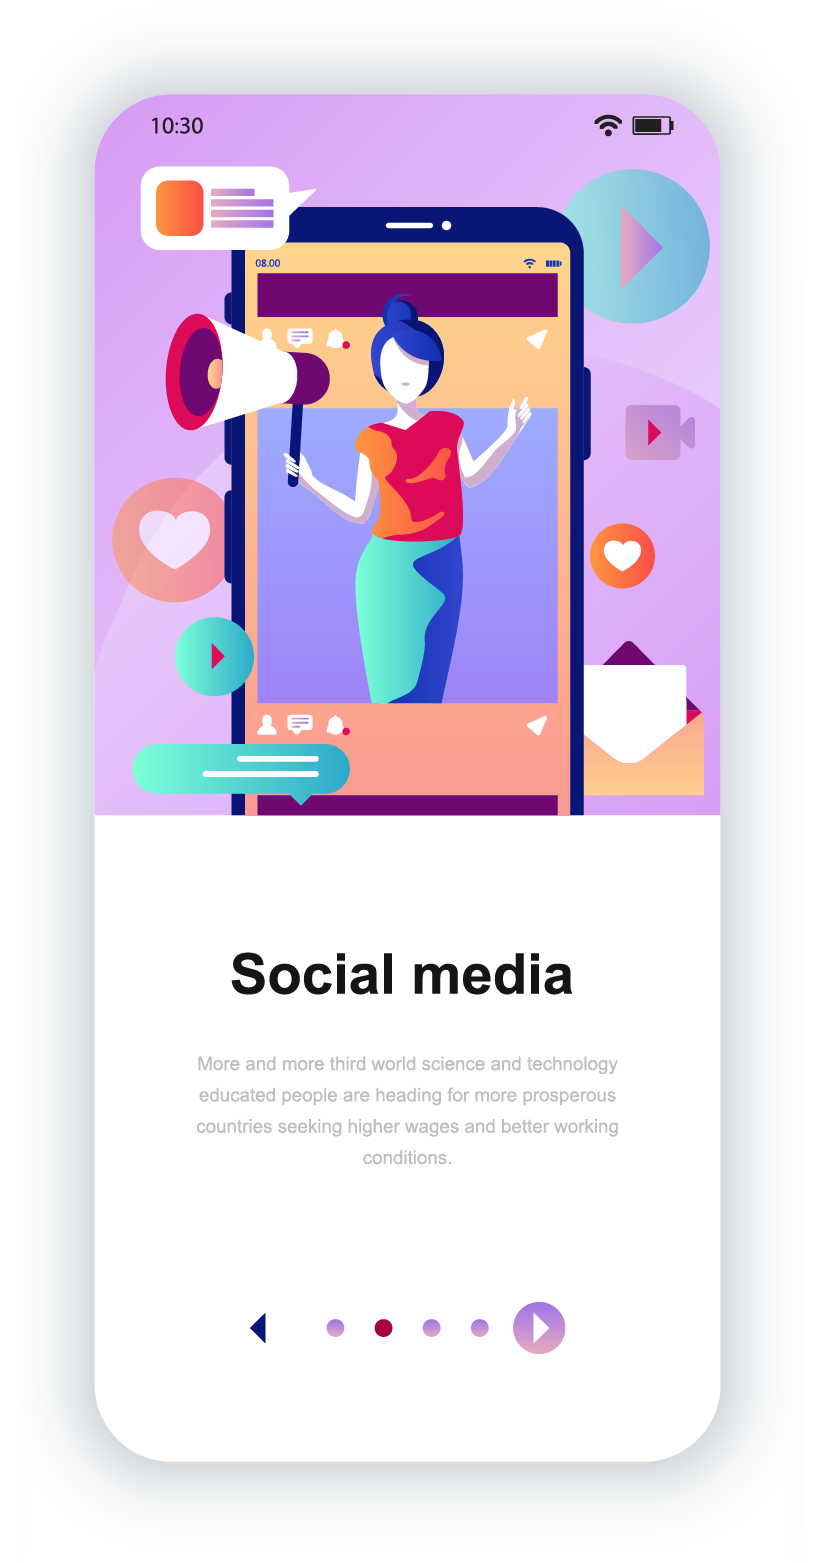 10:30
08.00
Social media
More and more third world science and technology
educated people are heading for more prosperous
countries seeking higher wages and better working
conditions.